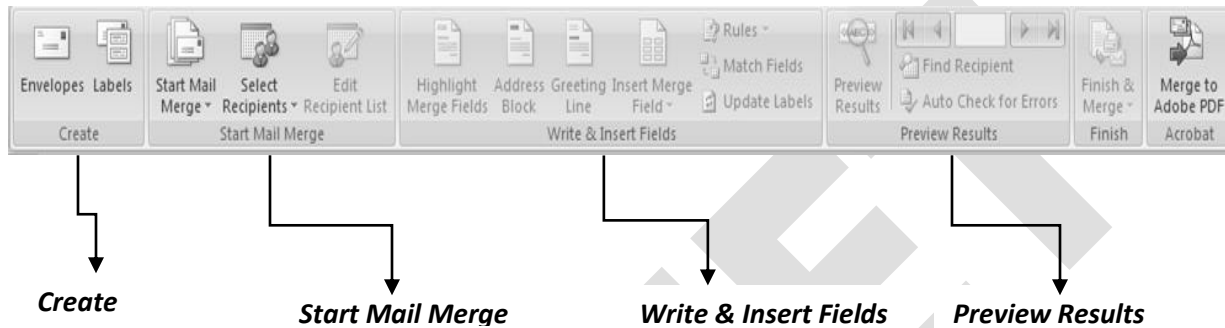 Envelopes Labels
Start Mail Merge
Select Recipients
Edit Recipient List
Highlight Merge Fields
Address Block
Greeting Line
Insert Merge Field
Rules
Match Fields
Update Labels
Preview Results
ABC
Find Recipient
Auto Check for Errors
Finish & Merge
Merge to Adobe PDF
Create
Start Mail Merge
Write & Insert Fields
Preview Results
Finish
Acrobat
Create
Start Mail Merge
Write & Insert Fields
Preview Results